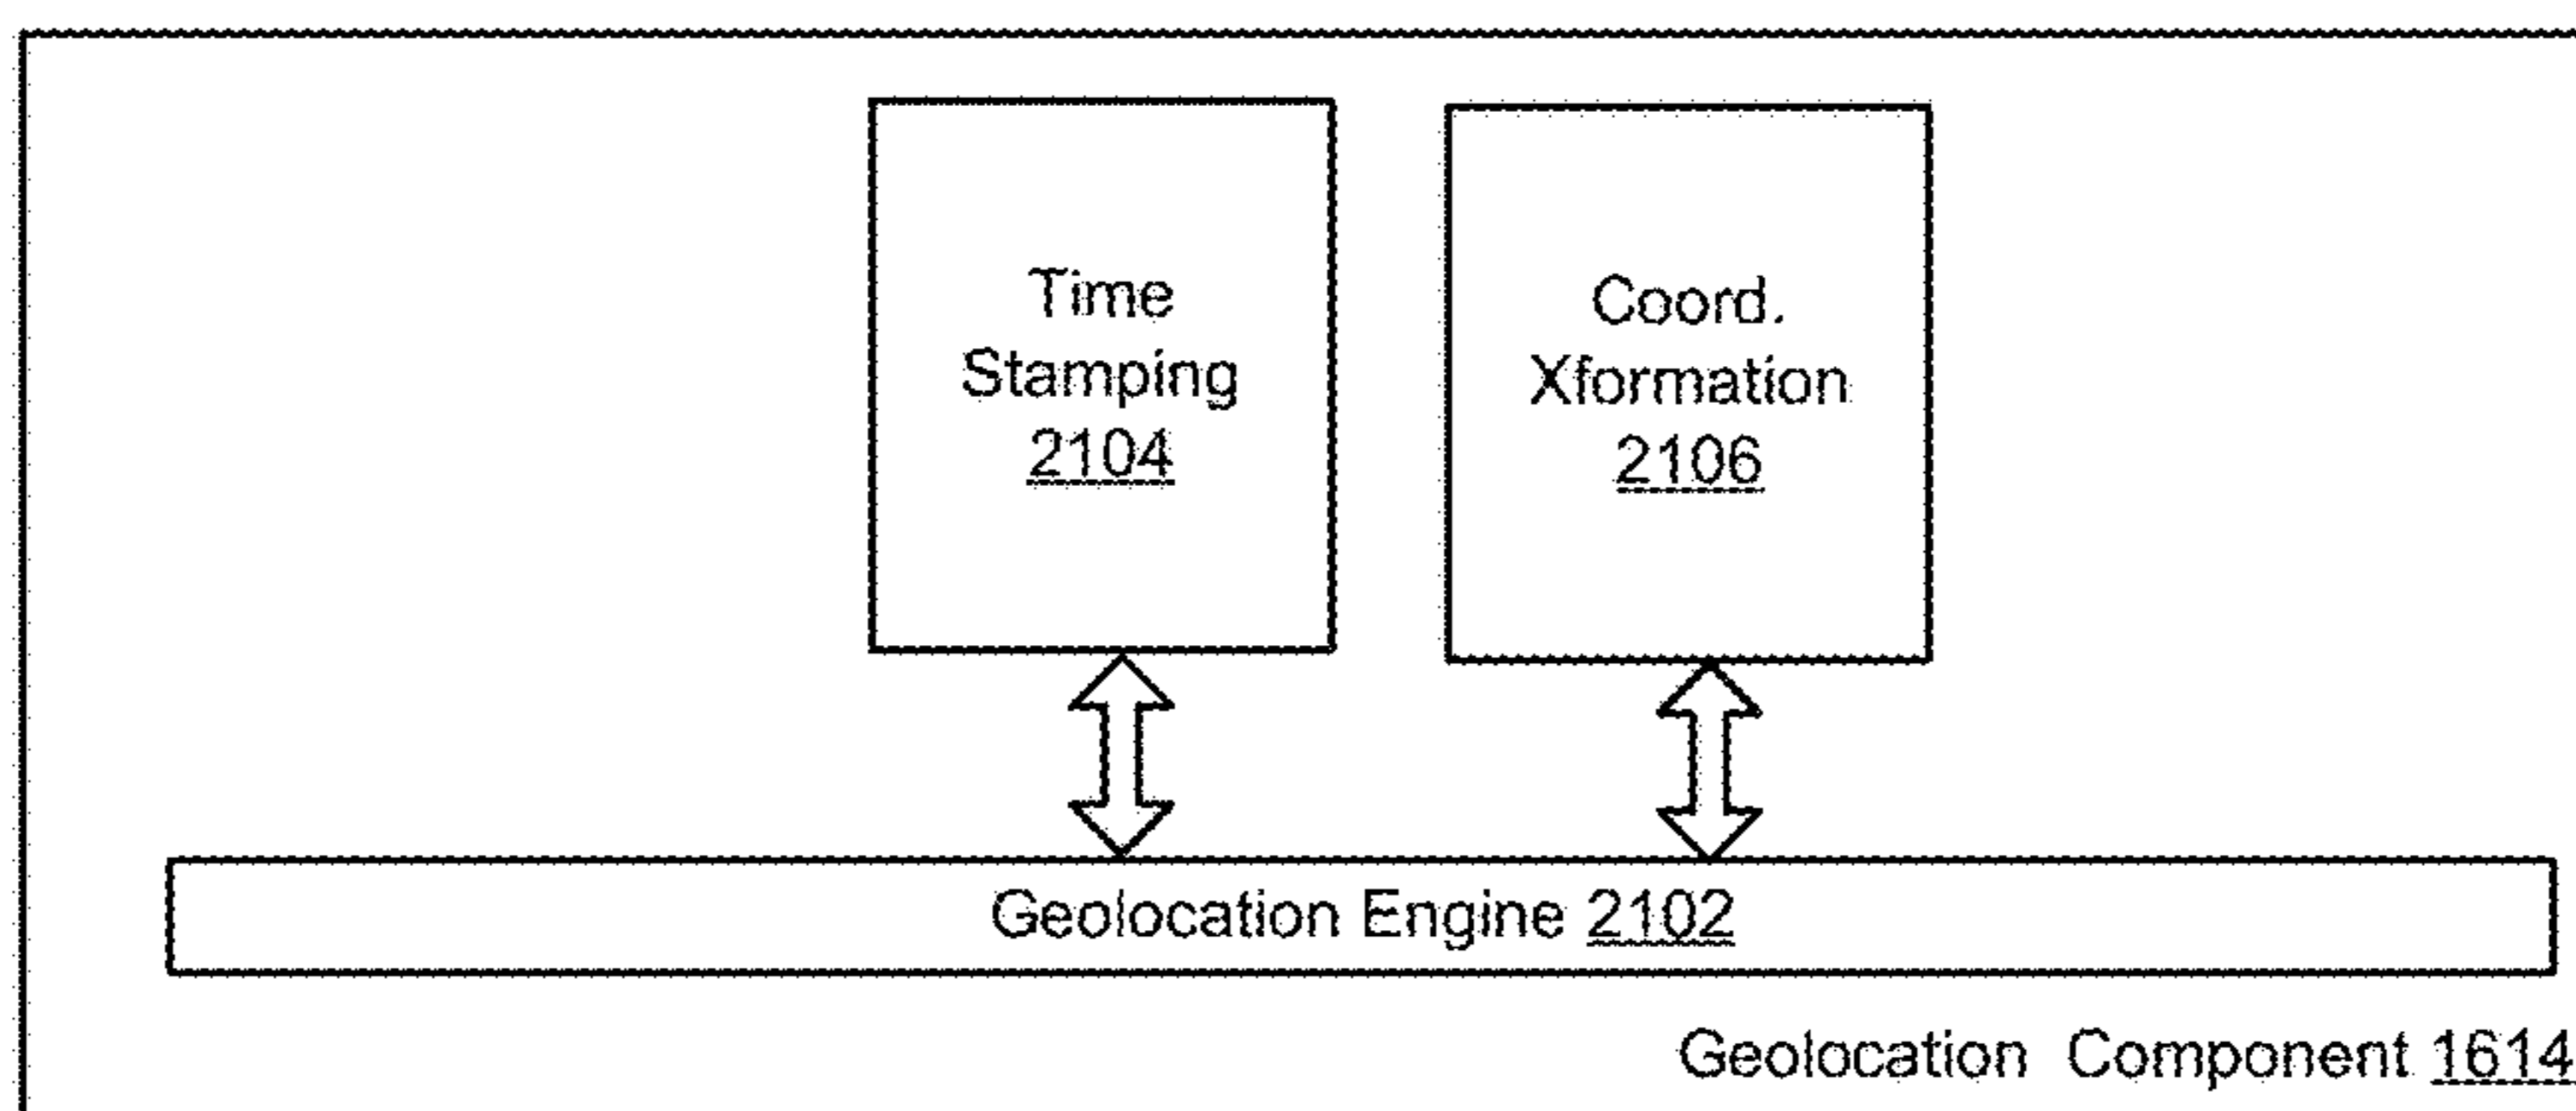 Time
Stamping
2104
Coord.
Xformation
2106
Geolocation Engine 2102
Geolocation Component 1614